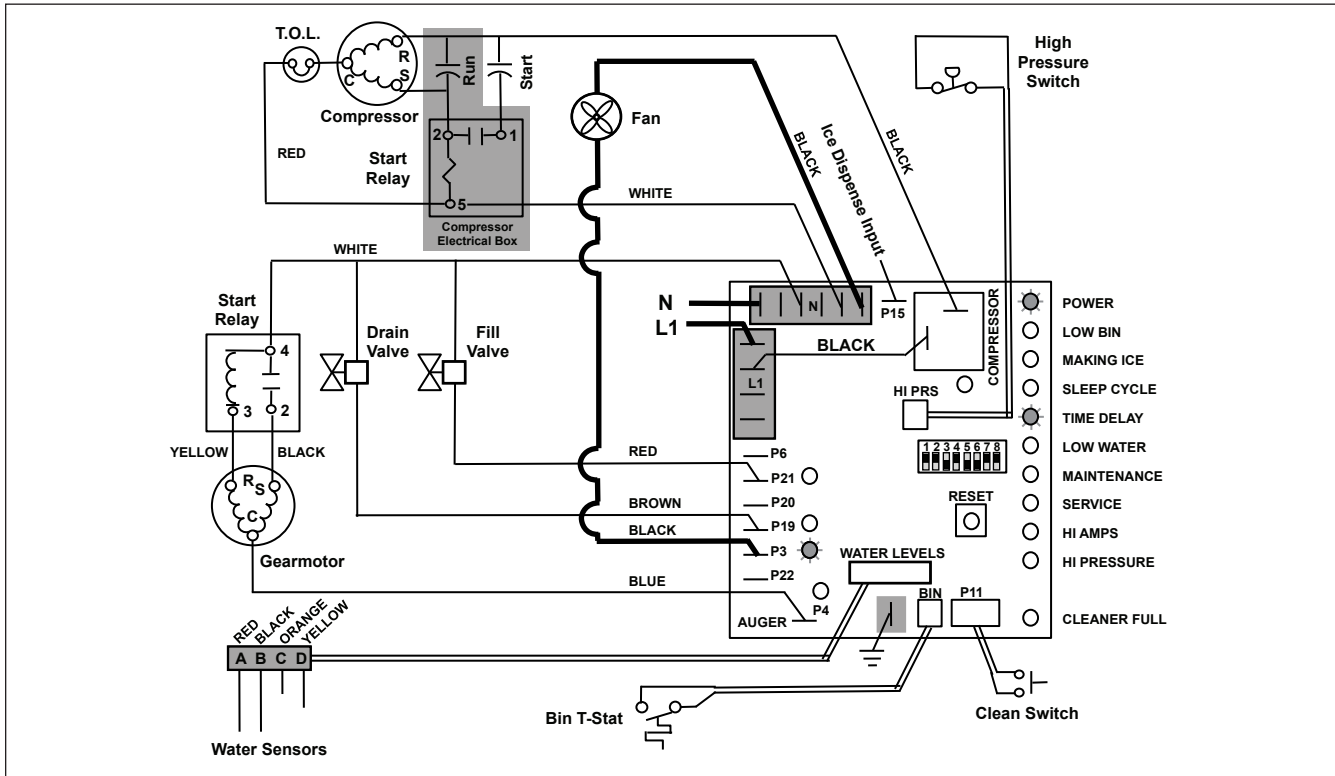 T.O.L.
R
S
C
Compressor
Run
Start
2
1
Start
Relay
5
Compressor
Electrical Box
RED
WHITE
Fan
BLACK
Ice Dispense Input
BLACK
High
Pressure
Switch
WHITE
Start
Relay
4
3
2
YELLOW
BLACK
R
S
C
Gearmotor
Drain
Valve
Fill
Valve
N
L1
N
P15
L1
BLACK
COMPRESSOR
HI PRS
1 2 3 4 5 6 7 8
RESET
RED
BROWN
BLACK
BLUE
P6
P21
P20
P19
P3
P22
P4
AUGER
WATER LEVELS
BIN
P11
POWER
LOW BIN
MAKING ICE
SLEEP CYCLE
TIME DELAY
LOW WATER
MAINTENANCE
SERVICE
HI AMPS
HI PRESSURE
CLEANER FULL
RED
BLACK
ORANGE
YELLOW
A B C D
Water Sensors
Bin T-Stat
Clean Switch